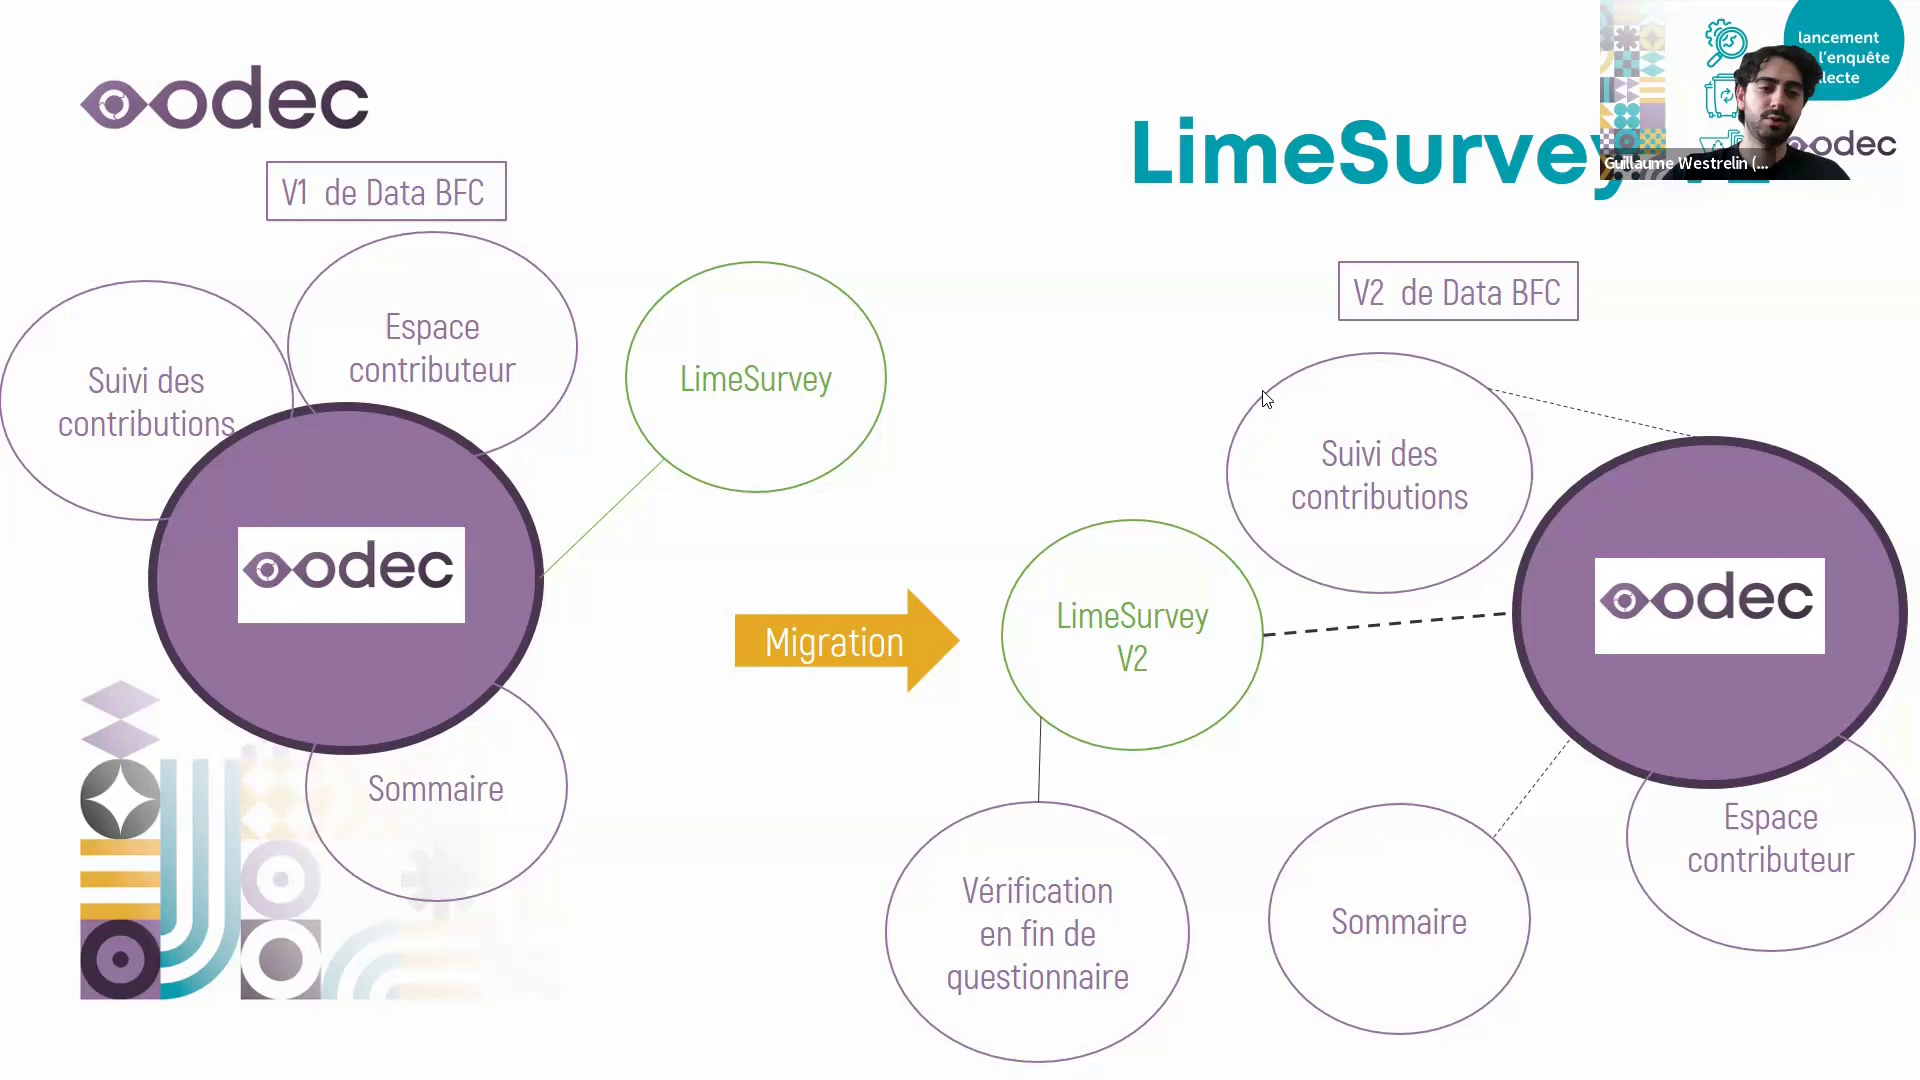 odec
LimeSurvey
lancement
l'enquête
lecte
odec
Guillaume Westrelin (...
V1 de Data BFC
Suivi des
contributions
Espace
contributeur
LimeSurvey
odec
Sommaire
Migration
V2 de Data BFC
Suivi des
contributions
LimeSurvey
V2
odec
Vérification
en fin de
questionnaire
Sommaire
Espace
contributeur